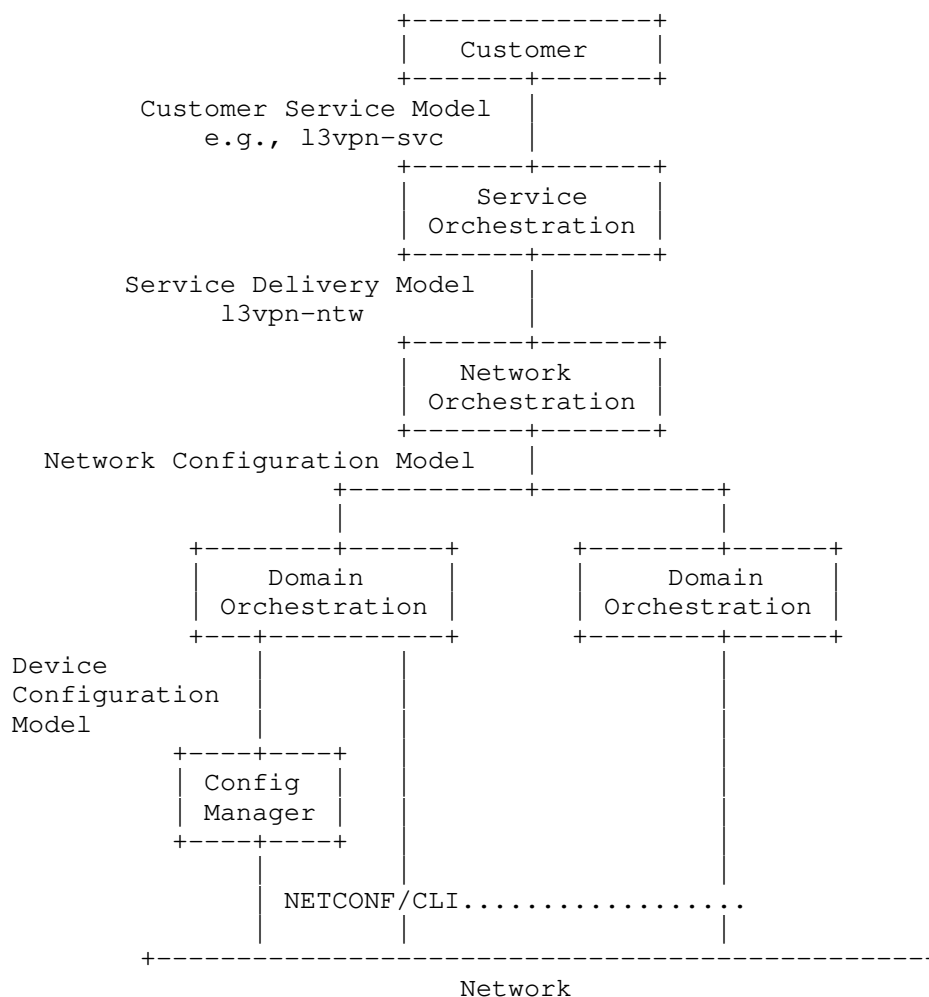 Customer
Customer Service Model
e.g., l3vpn-svc
Service
Orchestration
Service Delivery Model
l3vpn-ntw
Network
Orchestration
Network Configuration Model
Domain Domain
Orchestration Orchestration
Device
Configuration
Model
Config
Manager
NETCONF/CLI..................
Network